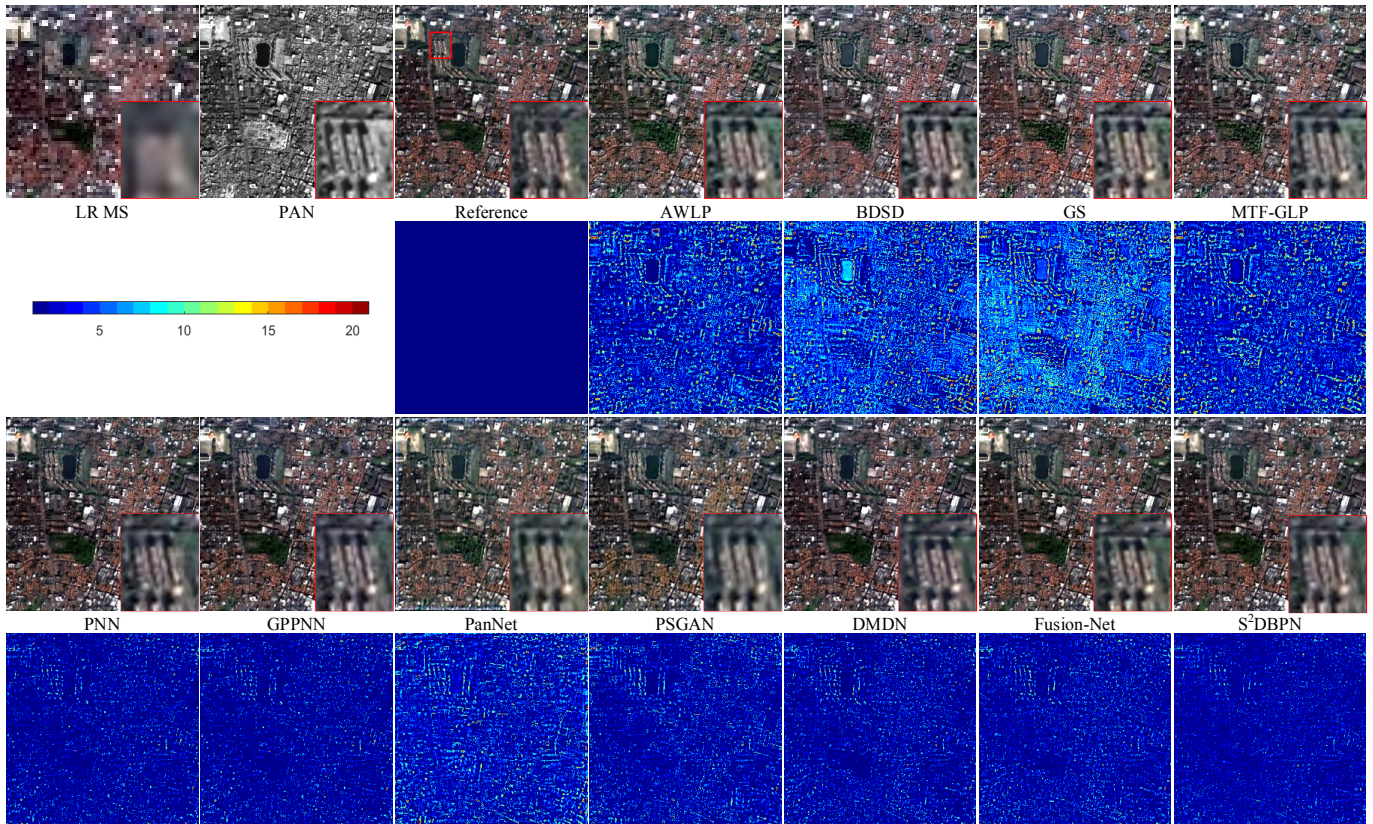 LR MS PAN Reference AWLP BDSD GS MTF-GLP
5 10 15 20
PNN GPPNN PanNet PSGAN DMDN Fusion-Net S²DBPN